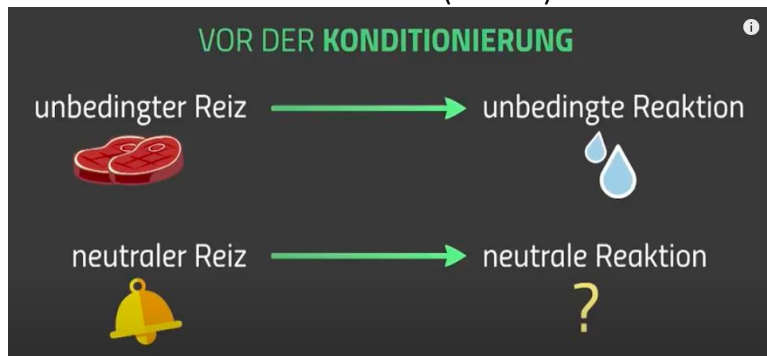 VOR DER KONDITIONIERUNG
unbedingter Reiz unbedingte Reaktion
neutraler Reiz neutrale Reaktion
?